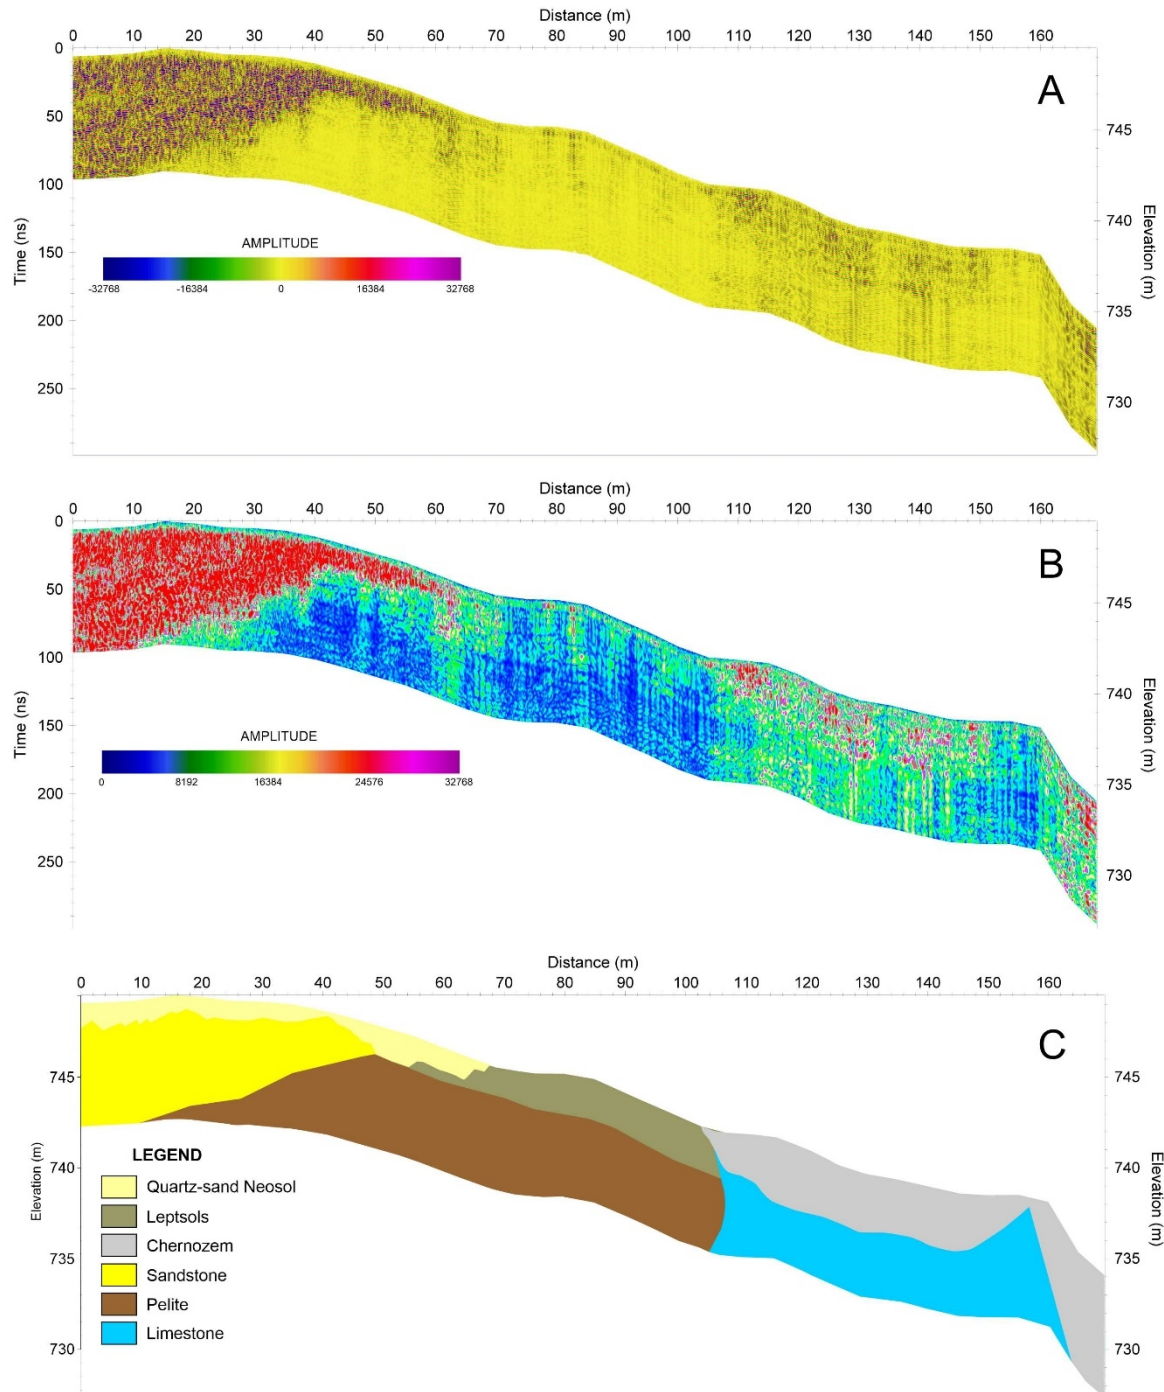 Distance (m)
0 10 20 30 40 50 60 70 80 90 100 110 120 130 140 150 160
A
0
50
100
150
200
250
Time (ns)
745
740
735
730
Elevation (m)
AMPLITUDE
-32768 -16384 0 16384 32768
Distance (m)
0 10 20 30 40 50 60 70 80 90 100 110 120 130 140 150 160
B
0
50
100
150
200
250
Time (ns)
745
740
735
730
Elevation (m)
AMPLITUDE
0 8192 16384 24576 32768
Distance (m)
0 10 20 30 40 50 60 70 80 90 100 110 120 130 140 150 160
C
745
740
735
730
Elevation (m)
745
740
735
730
Elevation (m)
LEGEND
Quartz-sand Neosol
Leptsols
Chernozem
Sandstone
Pelite
Limestone